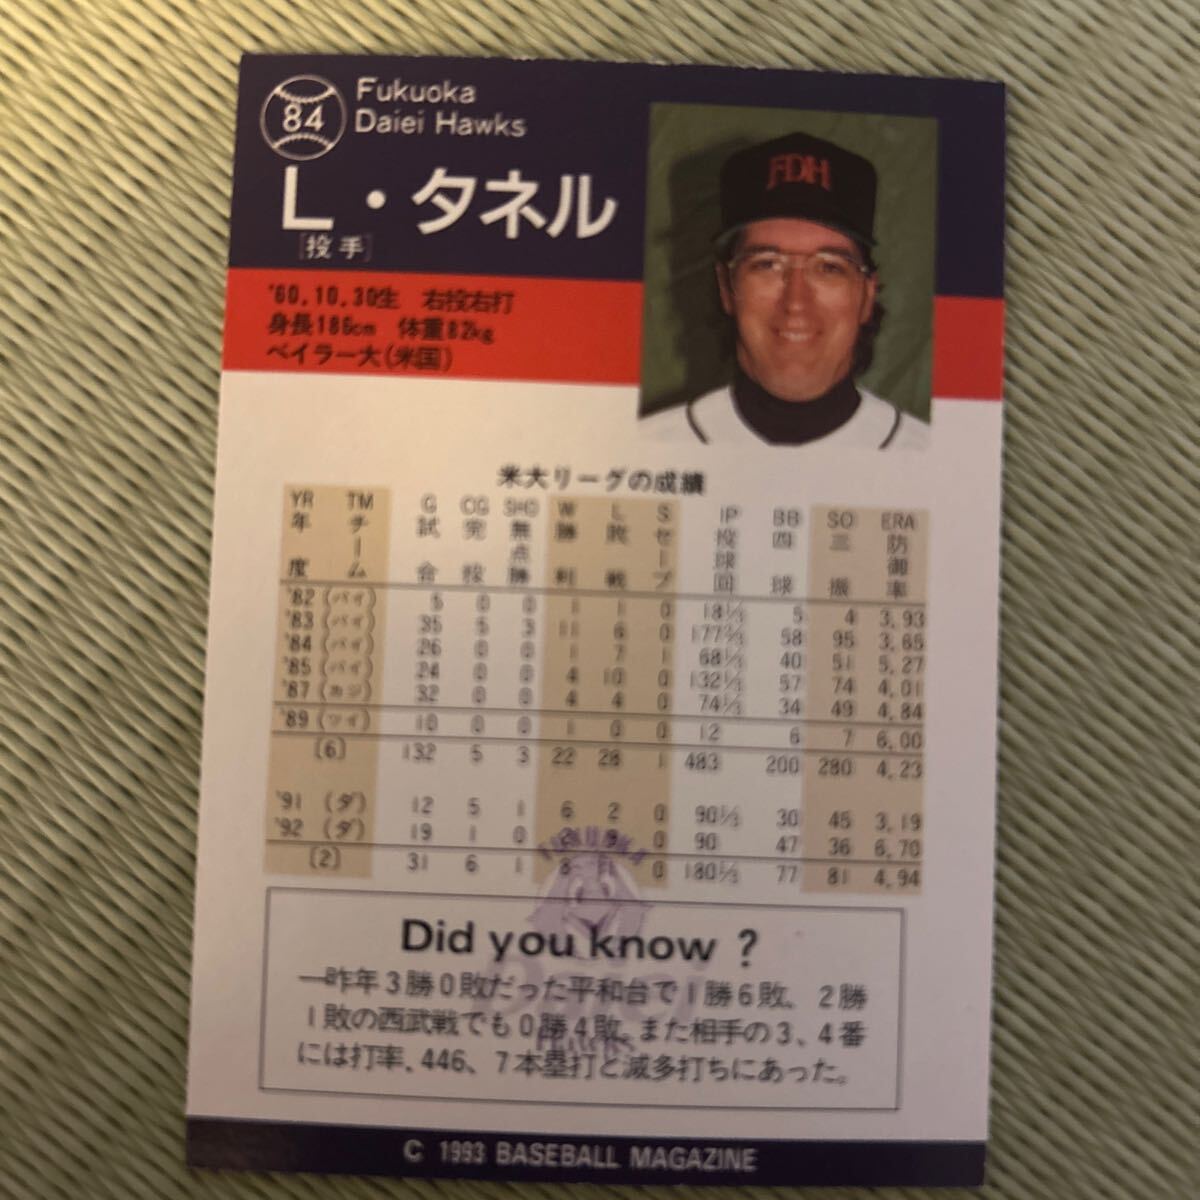 84
Fukuoka
Daiei Hawks
L・タネル
[投手]
FDH
'60.10.30生 右投右打
身長186cm 体重82kg
ベイラー大(米国)
米大リーグの成績
YR TM G CG SHO W L S IP BB SO ERA
年度 チーム 試合 完投 無点勝 勝利 敗戦 セーブ 投球回 四球 三振 防御率
'82 (パイ) 5 0 0 1 1 0 18⅓ 5 4 3.93
'83 (パイ) 35 5 3 11 6 0 177⅔ 58 95 3.65
'84 (パイ) 26 0 0 1 7 1 68⅓ 40 51 5.27
'85 (パイ) 24 0 0 4 10 0 132⅓ 57 74 4.01
'87 (カジ) 32 0 0 4 4 0 74⅓ 34 49 4.84
'89 (ツイ) 10 0 0 1 0 0 12 6 7 6.00
[6] 132 5 3 22 28 1 483 200 280 4.23
'91 (ダ) 12 5 1 6 2 0 90⅓ 30 45 3.19
'92 (ダ) 19 1 0 2 9 0 90 47 36 6.70
[2] 31 6 1 8 11 0 180⅓ 77 81 4.94
FUKUOKA
Daiei
Hawks
Did you know ?
―昨年3勝0敗だった平和台で1勝6敗、2勝
1敗の西武戦でも0勝4敗。また相手の3、4番
には打率.446、7本塁打と滅多打ちにあった。
C 1993 BASEBALL MAGAZINE